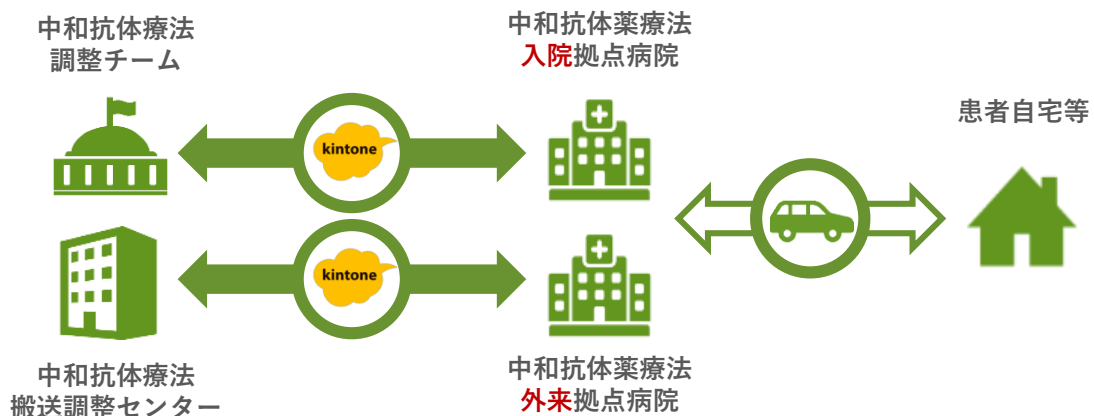 中和抗体療法
調整チーム
中和抗体薬療法
入院拠点病院
患者自宅等
kintone
kintone
中和抗体療法
搬送調整センター
中和抗体薬療法
外来拠点病院